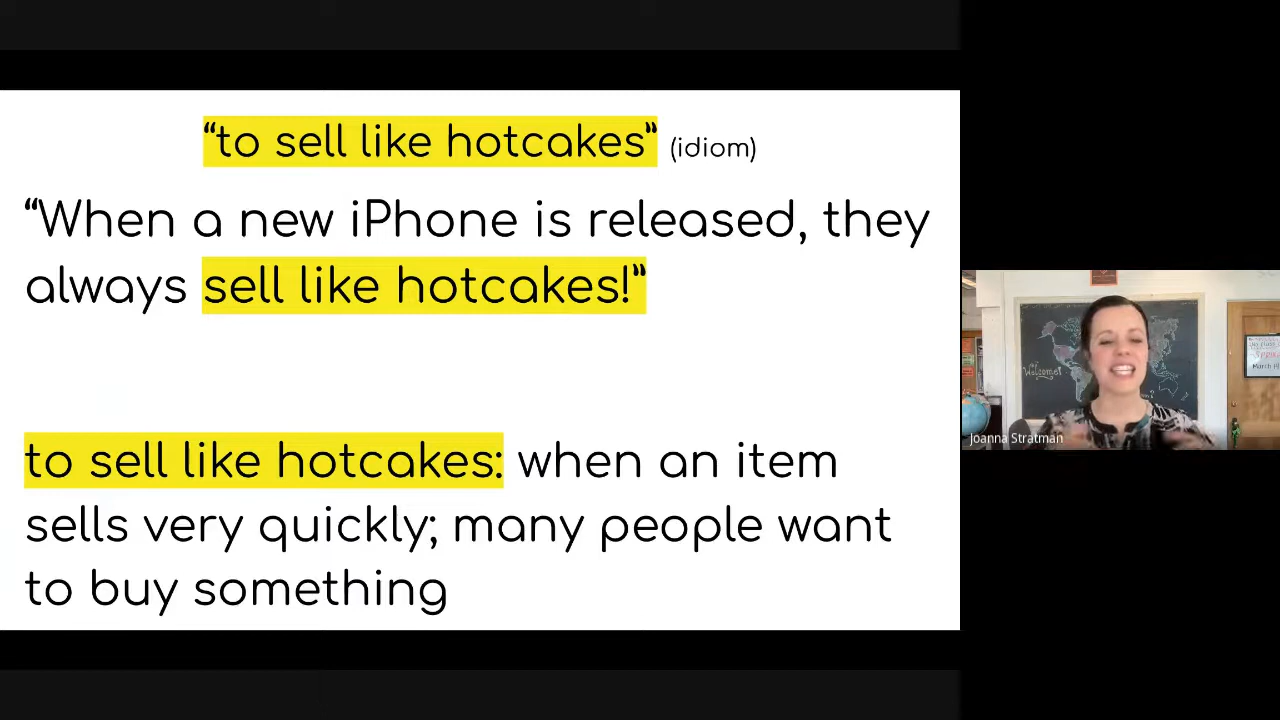 “to sell like hotcakes“ (idiom)
“When a new iPhone is released, they
always sell like hotcakes!”
to sell like hotcakes: when an item
sells very quickly; many people want
to buy something
Welcome!
March
Joanna Stratman